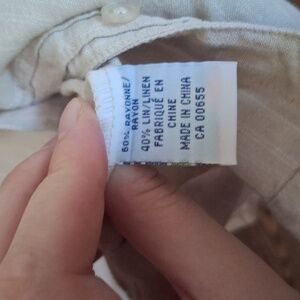 60% RAYONNE/
RAYON
40% LIN/LINEN
FABRIQUÉ EN
CHINE
MADE IN CHINA
CA 00655